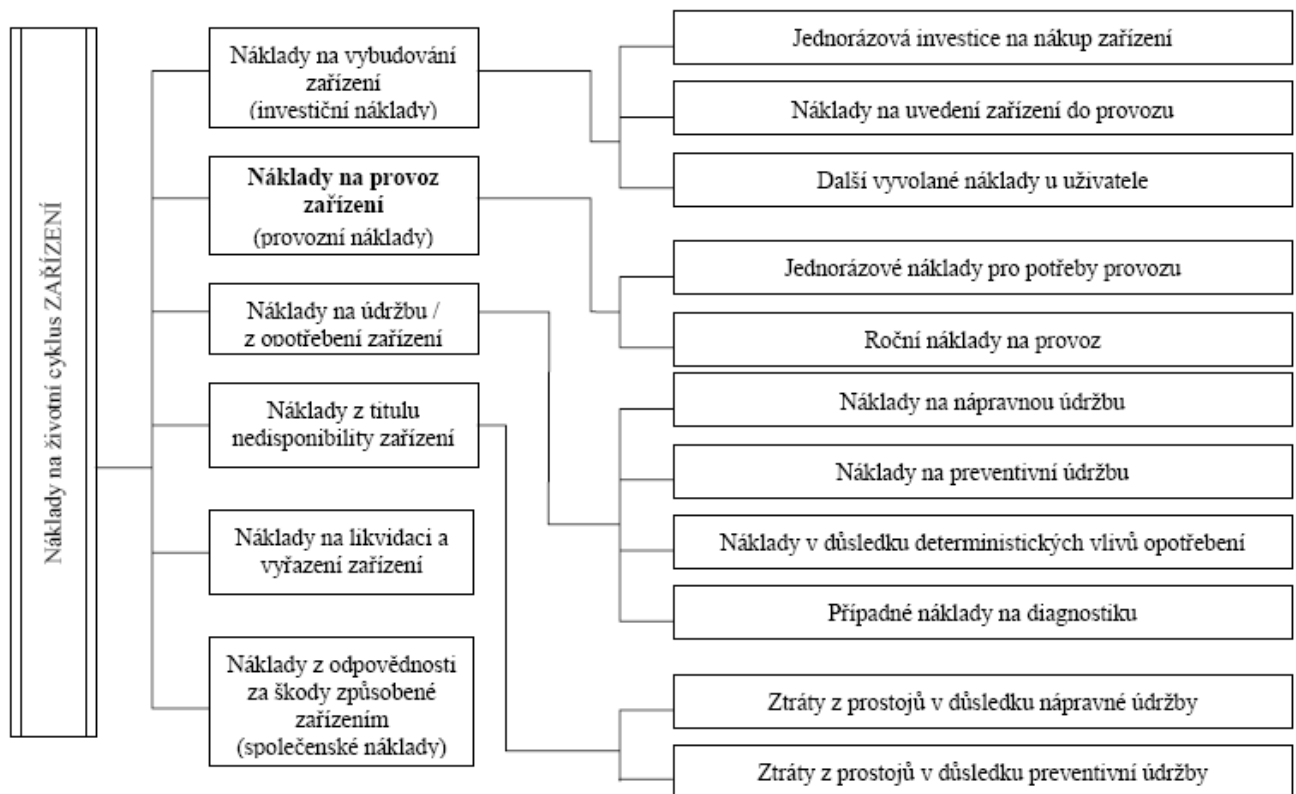 Náklady na životní cyklus ZAŘÍZENÍ
Náklady na vybudování
zařízení
(investiční náklady)
Náklady na provoz
zařízení
(provozní náklady)
Náklady na údržbu /
z opotřebení zařízení
Náklady z titulu
nedisponibility zařízení
Náklady na likvidaci a
vyřazení zařízení
Náklady z odpovědnosti
za škody způsobené
zařízením
(společenské náklady)
Jednorázová investice na nákup zařízení
Náklady na uvedení zařízení do provozu
Další vyvolané náklady u uživatele
Jednorázové náklady pro potřeby provozu
Roční náklady na provoz
Náklady na nápravnou údržbu
Náklady na preventivní údržbu
Náklady v důsledku deterministických vlivů opotřebení
Případné náklady na diagnostiku
Ztráty z prostojů v důsledku nápravné údržby
Ztráty z prostojů v důsledku preventivní údržby